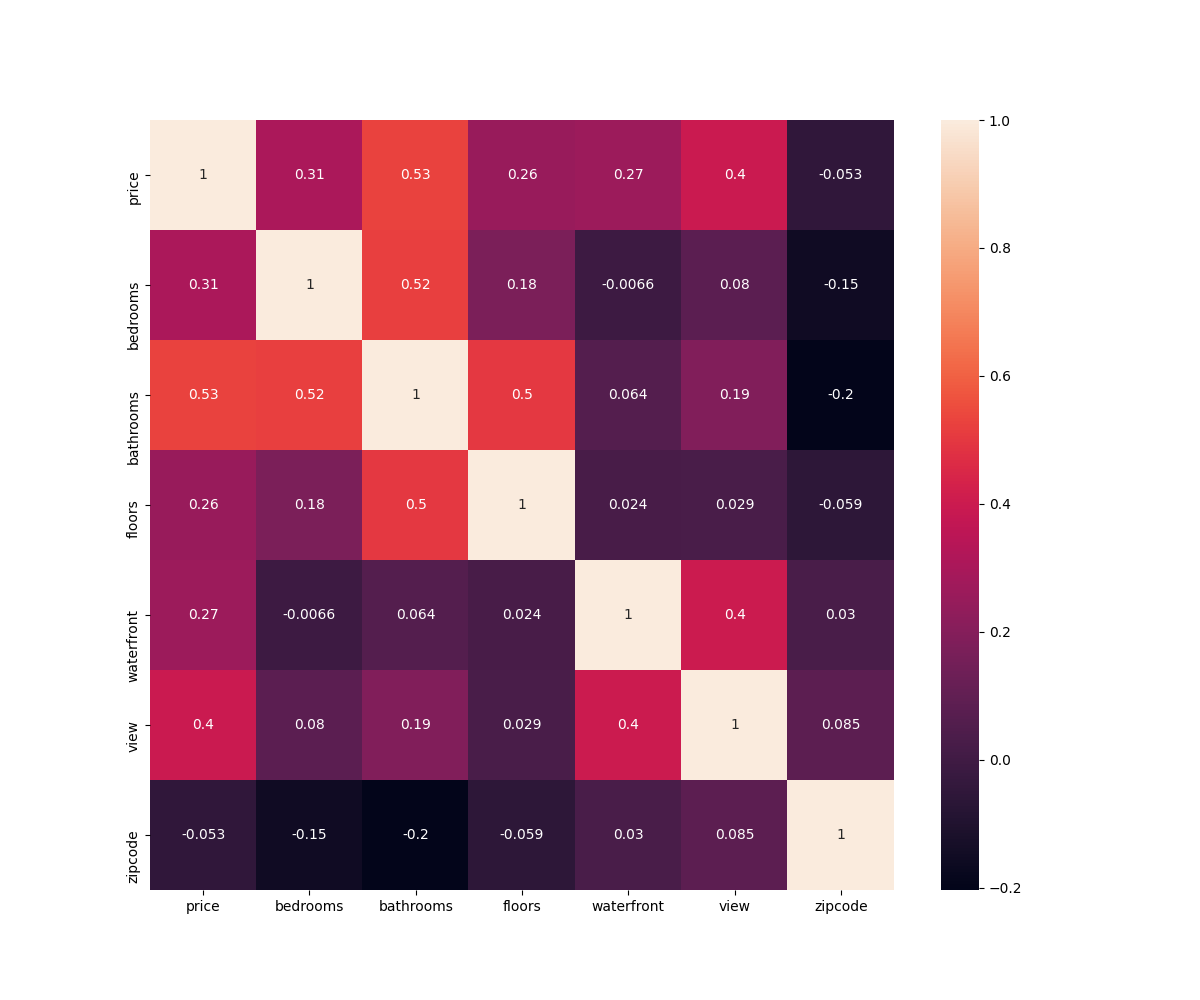 price 1 0.31 0.53 0.26 0.27 0.4 -0.053
bedrooms 0.31 1 0.52 0.18 -0.0066 0.08 -0.15
bathrooms 0.53 0.52 1 0.5 0.064 0.19 -0.2
floors 0.26 0.18 0.5 1 0.024 0.029 -0.059
waterfront 0.27 -0.0066 0.064 0.024 1 0.4 0.03
view 0.4 0.08 0.19 0.029 0.4 1 0.085
zipcode -0.053 -0.15 -0.2 -0.059 0.03 0.085 1
price bedrooms bathrooms floors waterfront view zipcode
1.0
0.8
0.6
0.4
0.2
0.0
−0.2